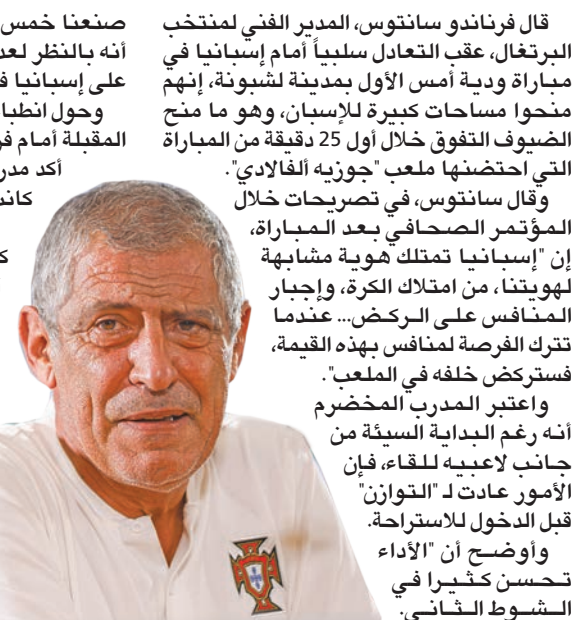 قال فرناندو سانتوس، المدير الفني لمنتخب
البرتغال، عقب التعادل سلبياً أمام إسبانيا في
مباراة ودية أمس الأول بمدينة لشبونة، إنهم
منحوا مساحات كبيرة للإسبان، وهو ما منح
الضيوف التفوق خلال أول 25 دقيقة من المباراة
التي احتضنها ملعب "جوزيه ألفالادي".
وقال سانتوس، في تصريحات خلال
المؤتمر الصحافي بعد المباراة،
إن "إسبانيا تمتلك هوية مشابهة
لهويتنا، من امتلاك الكرة، وإجبار
المنافس على الركض... عندما
تترك الفرصة لمنافس بهذه القيمة،
فستركض خلفه في الملعب".
واعتبر المدرب المخضرم
أنه رغم البداية السيئة من
جانب لاعبيه للقاء، فإن
الأمور عادت لـ "التوازن"
قبل الدخول للاستراحة.
وأوضح أن "الأداء
تحسن كثيرا في
الشوط الثاني.
صنعنا خمس
أنه بالنظر
على إسبانيا
وحول
المقبلة أمام
أكد